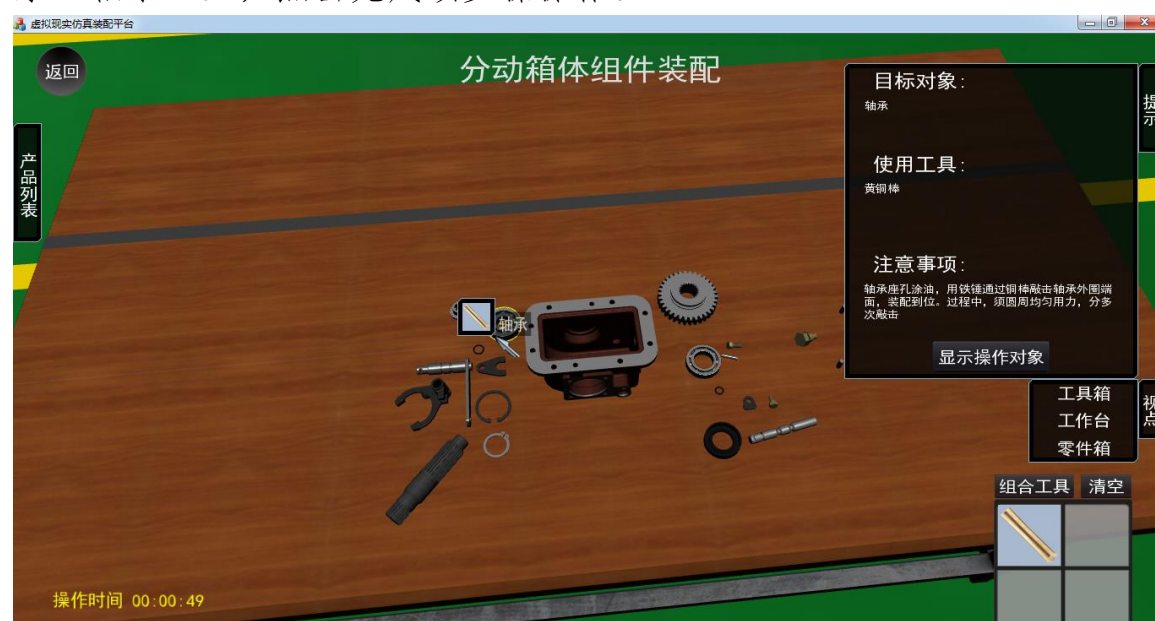 虚拟现实仿真装配平台
返回
分动箱体组件装配
产品列表
目标对象:
轴承
使用工具:
黄铜棒
注意事项:
轴承座孔涂油，用铁锤通过铜棒敲击轴承外圈端
面，装配到位。过程中，须圆周均匀用力，分多
次敲击
显示操作对象
提示
轴承
工具箱
工作台
零件箱
视点
组合工具 清空
操作时间 00:00:49